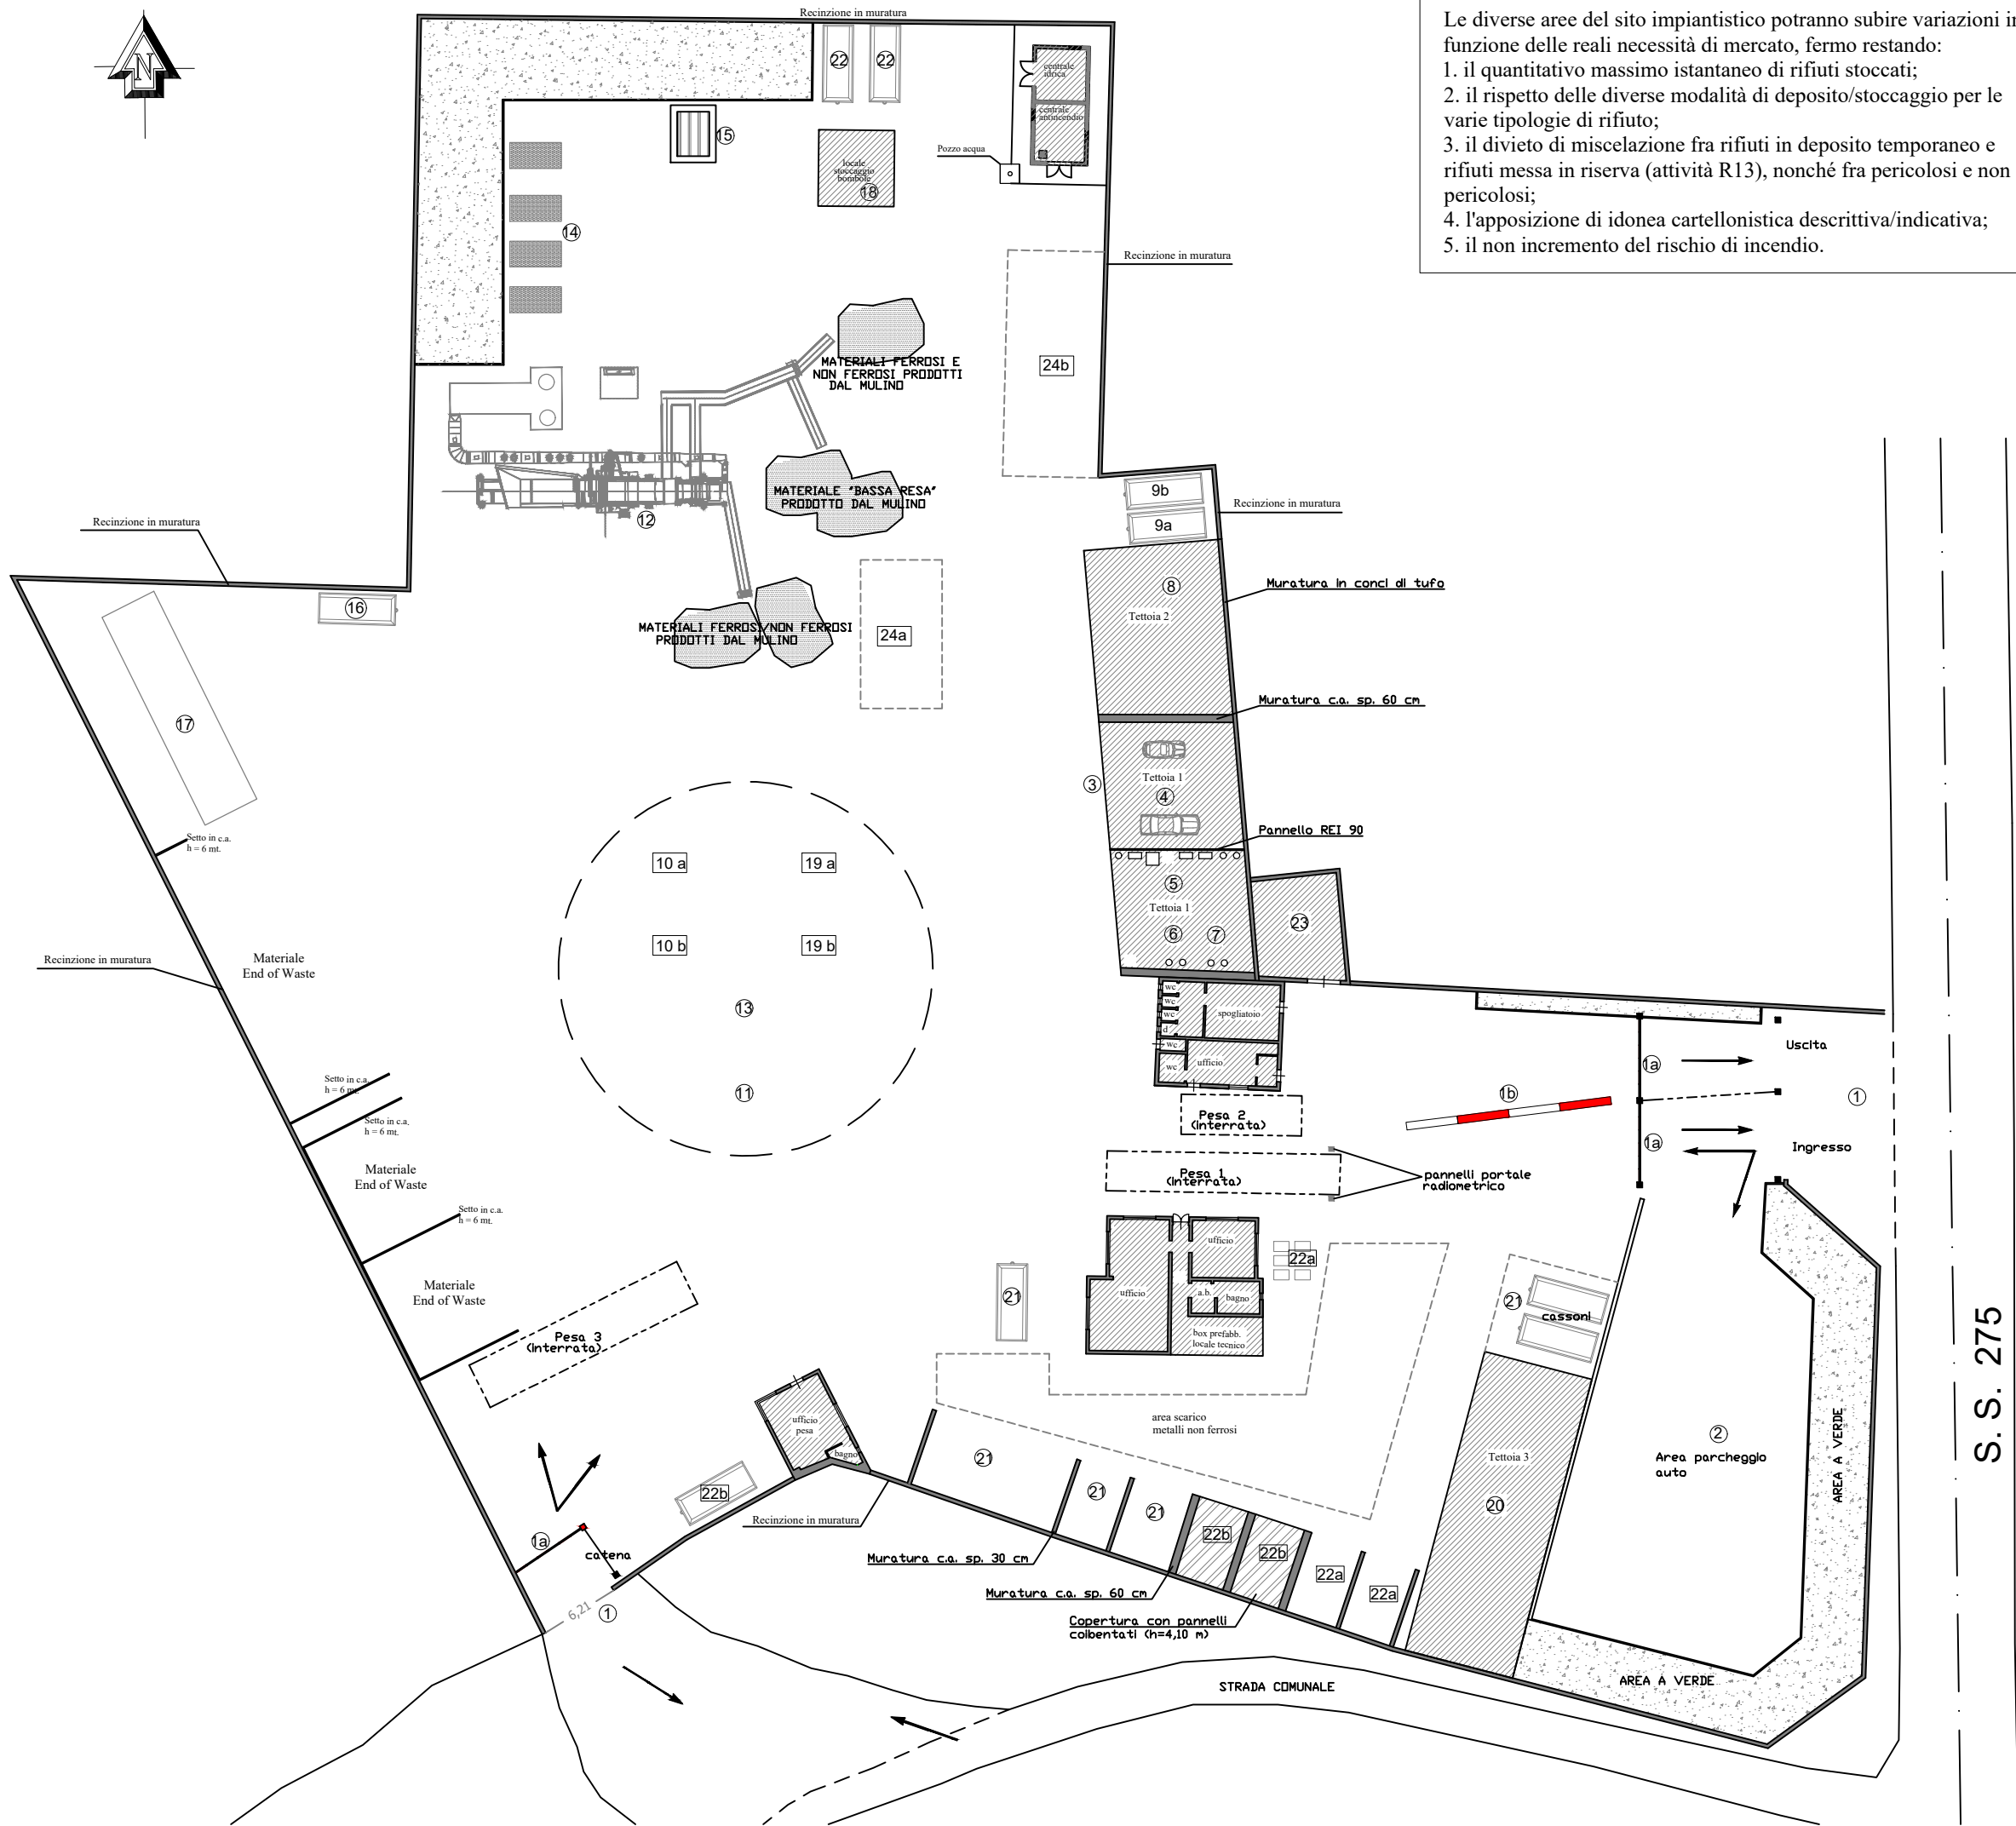 Le diverse aree del sito impiantistico potranno subire variazioni in
funzione delle reali necessità di mercato, fermo restando:
1. il quantitativo massimo istantaneo di rifiuti stoccati;
2. il rispetto delle diverse modalità di deposito/stoccaggio per le
varie tipologie di rifiuto;
3. il divieto di miscelazione fra rifiuti in deposito temporaneo e
rifiuti messa in riserva (attività R13), nonché fra pericolosi e non
pericolosi;
4. l'apposizione di idonea cartellonistica descrittiva/indicativa;
5. il non incremento del rischio di incendio.
N
Recinzione in muratura
22
22
centrale
idrica
centrale
antincendio
15
Pozzo acqua
locale
stoccaggio
bombole
18
14
Recinzione in muratura
MATERIALI FERROSI E
NON FERROSI PRODOTTI
DAL MULINO
24b
MATERIALE "BASSA RESA"
PRODOTTO DAL MULINO
12
9b
9a
Recinzione in muratura
Recinzione in muratura
16
8
Tettoia 2
Muratura in conci di tufo
MATERIALI FERROSI/NON FERROSI
PRODOTTI DAL MULINO
24a
17
Muratura c.a. sp. 60 cm
3
Tettoia 1
4
Pannello REI 90
Setto in c.a.
h = 6 mt.
10 a
19 a
5
Tettoia 1
6
7
23
10 b
19 b
Recinzione in muratura
Materiale
End of Waste
13
wc
wc
wc
d
wc
wc
spogliatoio
ufficio
Uscita
1a
1
1b
11
Setto in c.a.
h = 6 mt.
Setto in c.a.
h = 6 mt.
Pesa 2
(interrata)
1a
Ingresso
Materiale
End of Waste
Pesa 1
(interrata)
pannelli portale
radiometrico
Setto in c.a.
h = 6 mt.
ufficio
22a
Materiale
End of Waste
21
ufficio
a.b.
bagno
21
cassoni
box prefabb.
locale tecnico
Pesa 3
(interrata)
S. S. 275
ufficio
pesa
bagno
area scarico
metalli non ferrosi
2
Area parcheggio
auto
AREA A VERDE
Tettoia 3
20
21
21
21
22b
Recinzione in muratura
22b
22b
22a
22a
1a
catena
Muratura c.a. sp. 30 cm
Muratura c.a. sp. 60 cm
Copertura con pannelli
coibentati (h=4,10 m)
6,21
1
AREA A VERDE
STRADA COMUNALE